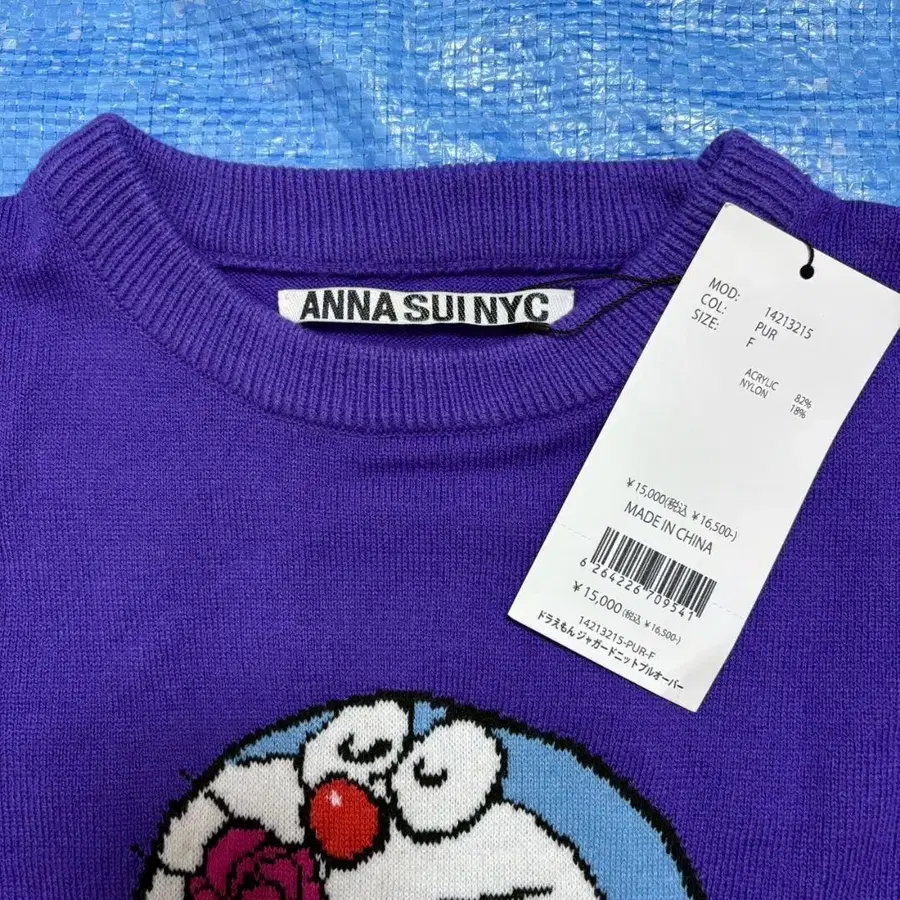 ANNA SUI NYC
MOD: 14213215
COL: PUR
SIZE: F
ACRYLIC 82%
NYLON 18%
¥15,000(税込 ¥16,500-)
MADE IN CHINA
6 264226 709541
¥15,000(税込 ¥16,500-)
14213215-PUR-F
ドラえもん ジャガードニットプルオーバー